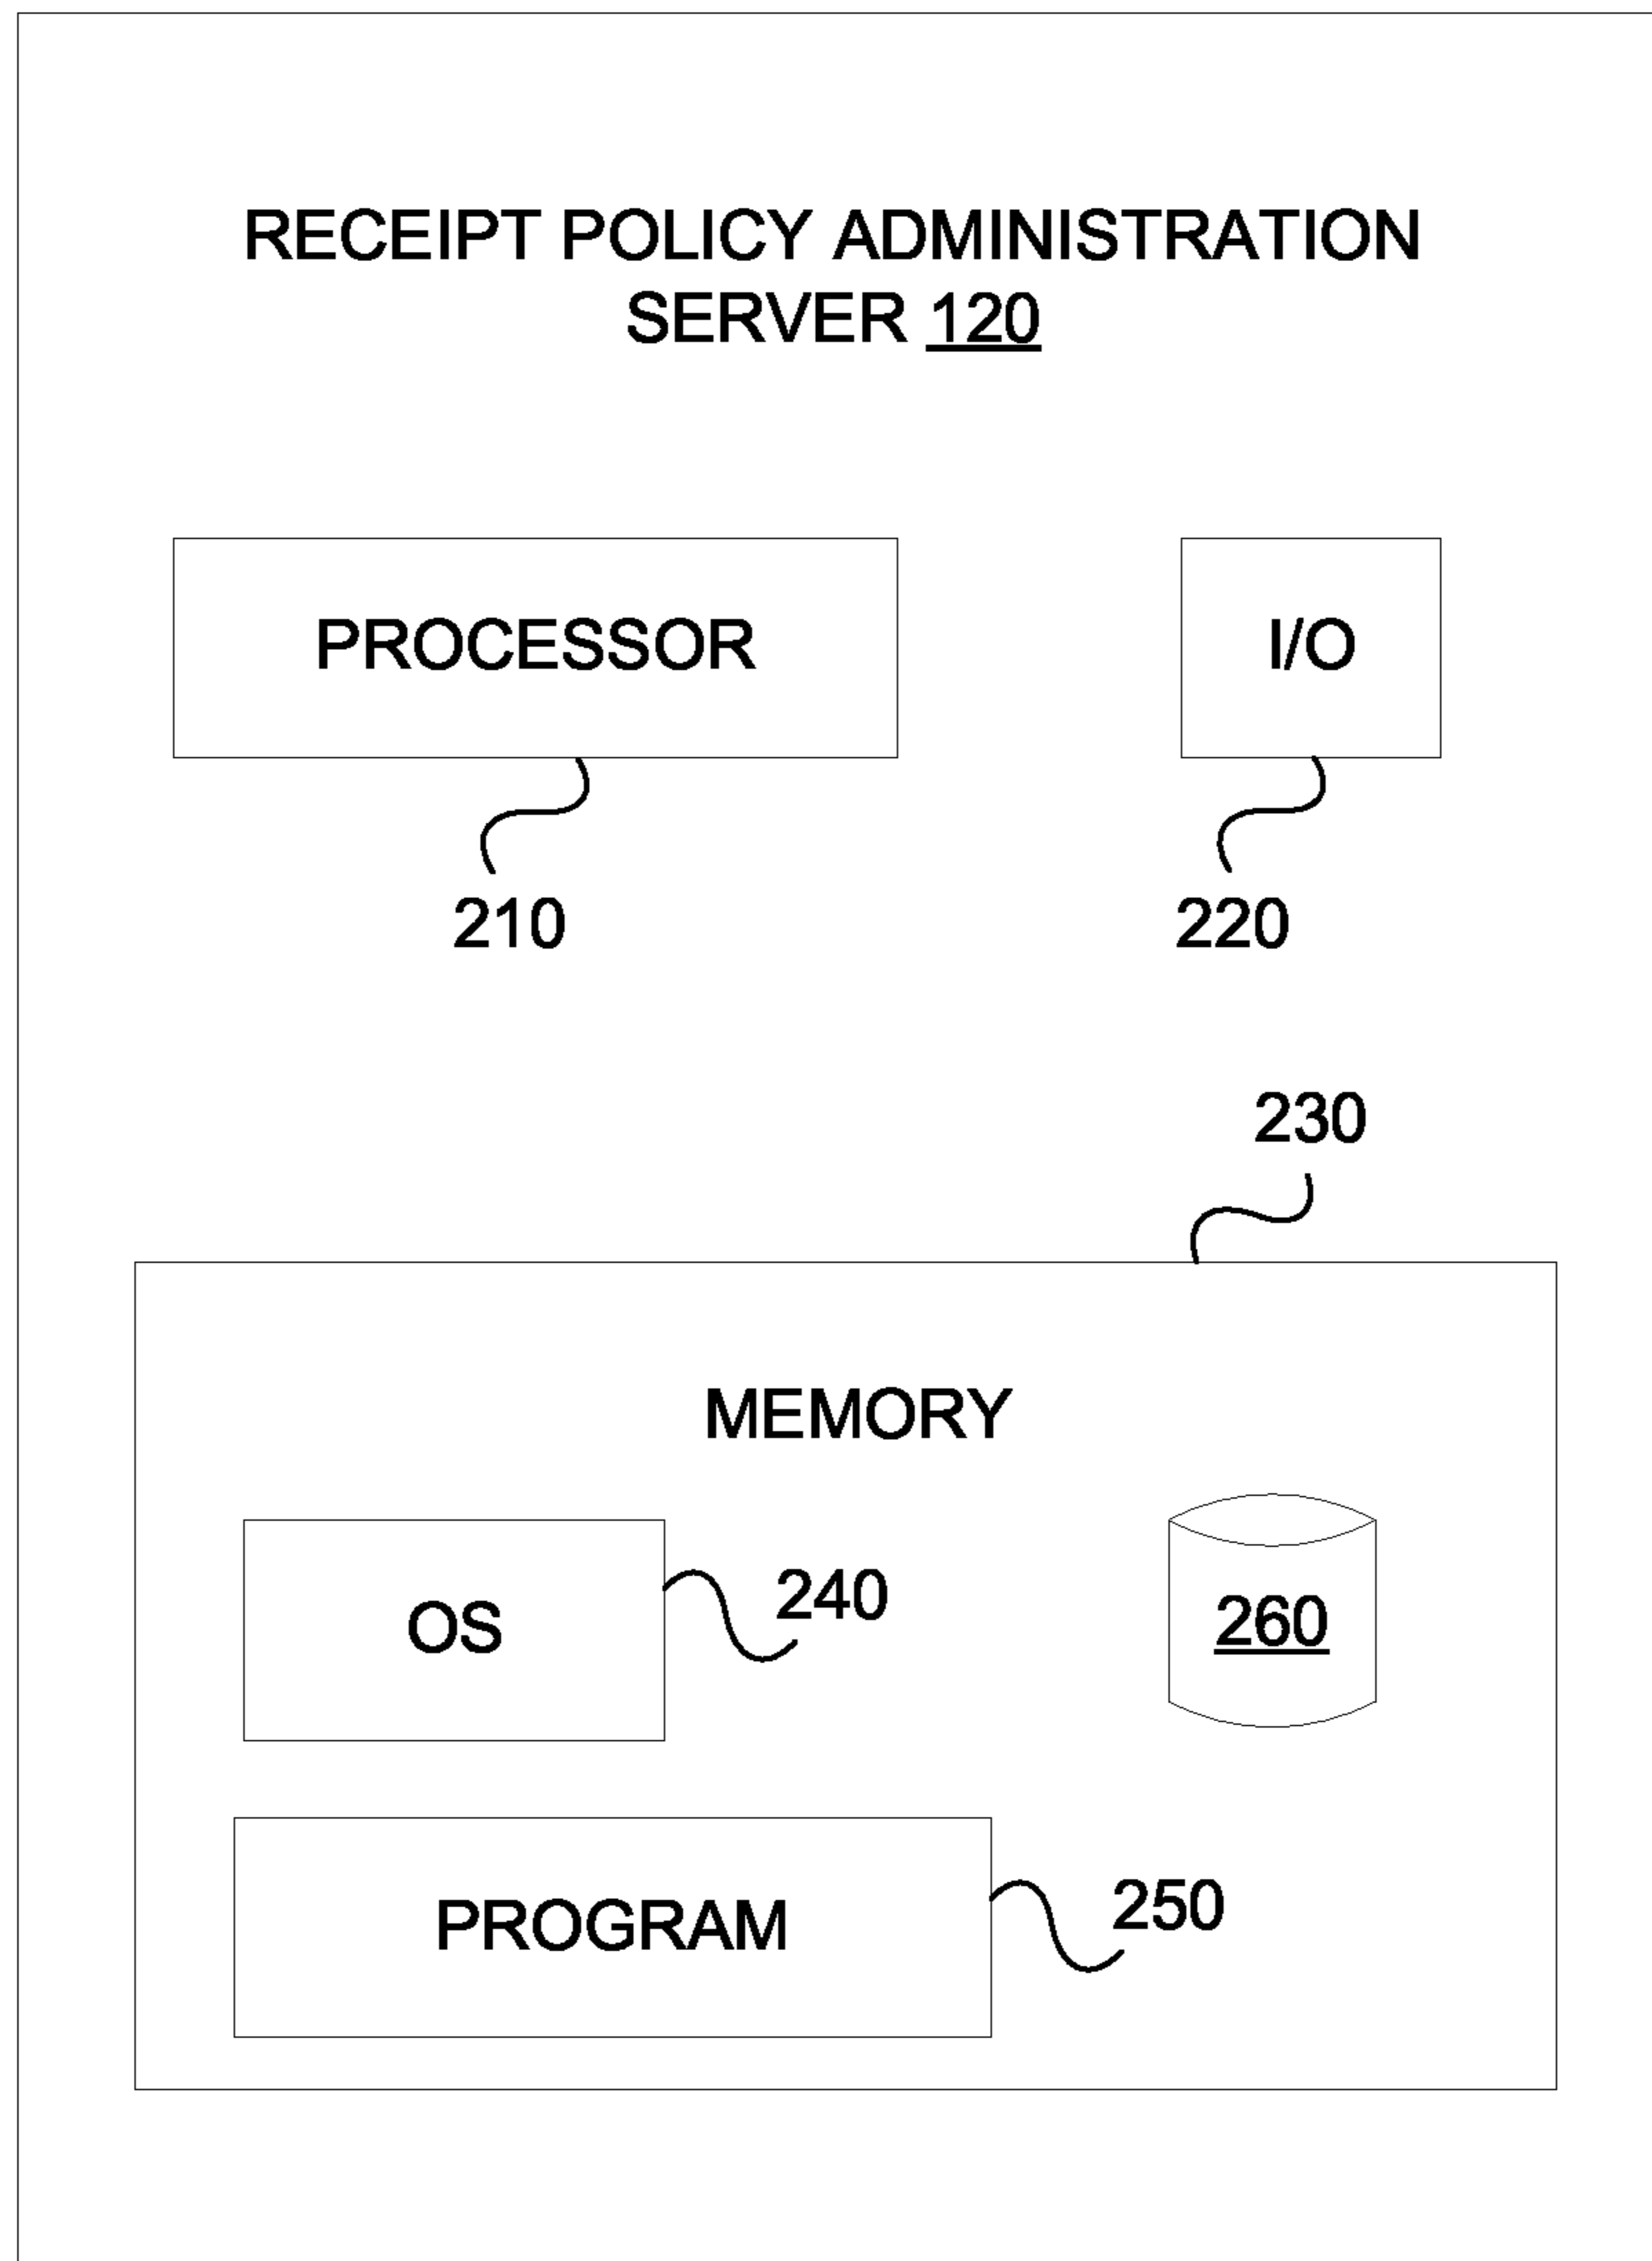 RECEIPT POLICY ADMINISTRATION
SERVER 120
PROCESSOR
I/O
210
220
230
MEMORY
OS
240
260
PROGRAM
250